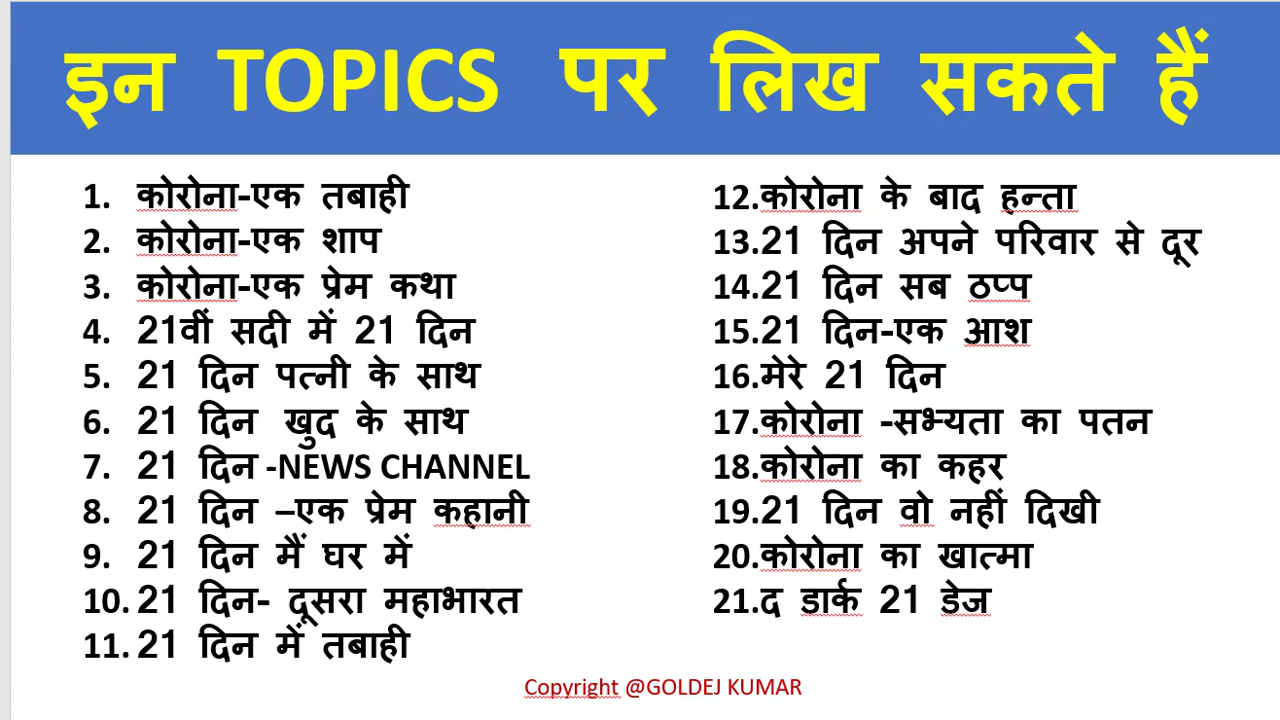 इन TOPICS पर लिख सकते हैं
1. कोरोना-एक तबाही
2. कोरोना-एक शाप
3. कोरोना-एक प्रेम कथा
4. 21वीं सदी में 21 दिन
5. 21 दिन पत्नी के साथ
6. 21 दिन खुद के साथ
7. 21 दिन -NEWS CHANNEL
8. 21 दिन –एक प्रेम कहानी
9. 21 दिन मैं घर में
10. 21 दिन- दूसरा महाभारत
11. 21 दिन में तबाही
12.कोरोना के बाद हन्ता
13.21 दिन अपने परिवार से दूर
14.21 दिन सब ठप्प
15.21 दिन-एक आश
16.मेरे 21 दिन
17.कोरोना -सभ्यता का पतन
18.कोरोना का कहर
19.21 दिन वो नहीं दिखी
20.कोरोना का खात्मा
21.द डार्क 21 डेज
Copyright @GOLDEJ KUMAR